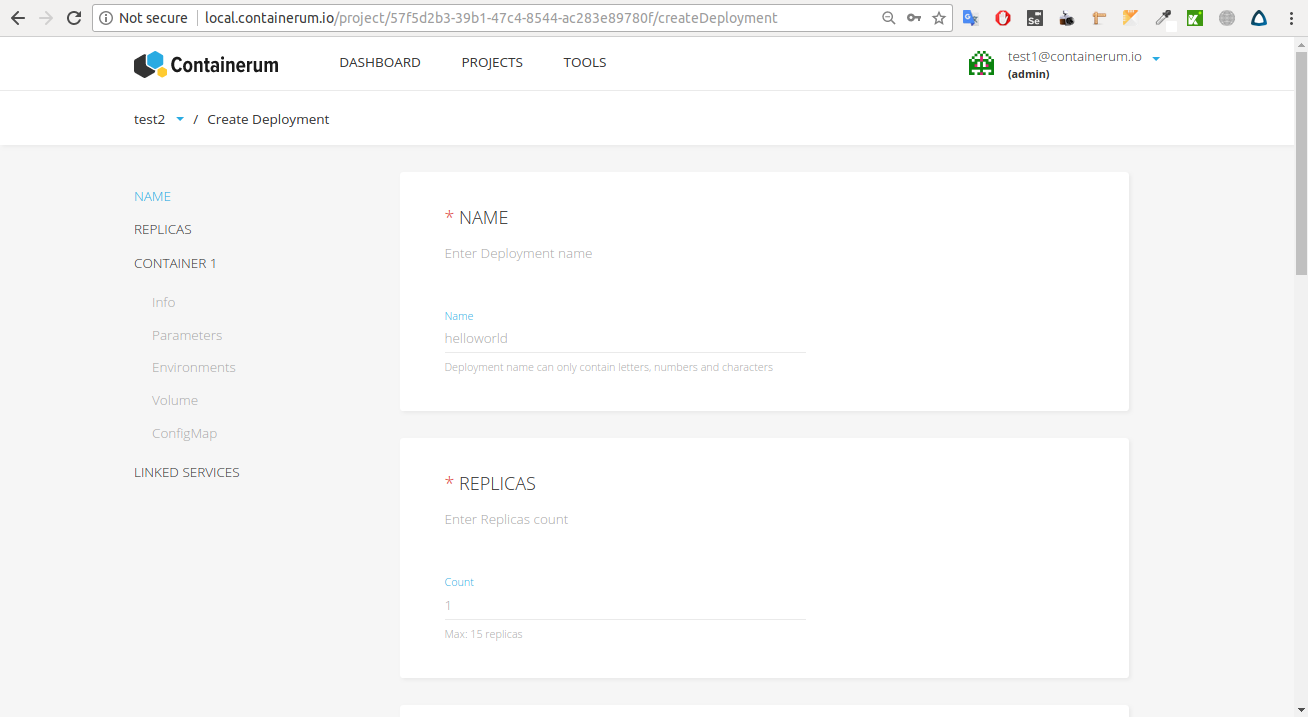 Not secure local.containerum.io/project/57f5d2b3-39b1-47c4-8544-ac283e89780f/createDeployment
Se
Containerum DASHBOARD PROJECTS TOOLS test1@containerum.io
(admin)
test2 / Create Deployment
NAME
REPLICAS
CONTAINER 1
Info
Parameters
Environments
Volume
ConfigMap
LINKED SERVICES
* NAME
Enter Deployment name
Name
helloworld
Deployment name can only contain letters, numbers and characters
* REPLICAS
Enter Replicas count
Count
1
Max: 15 replicas